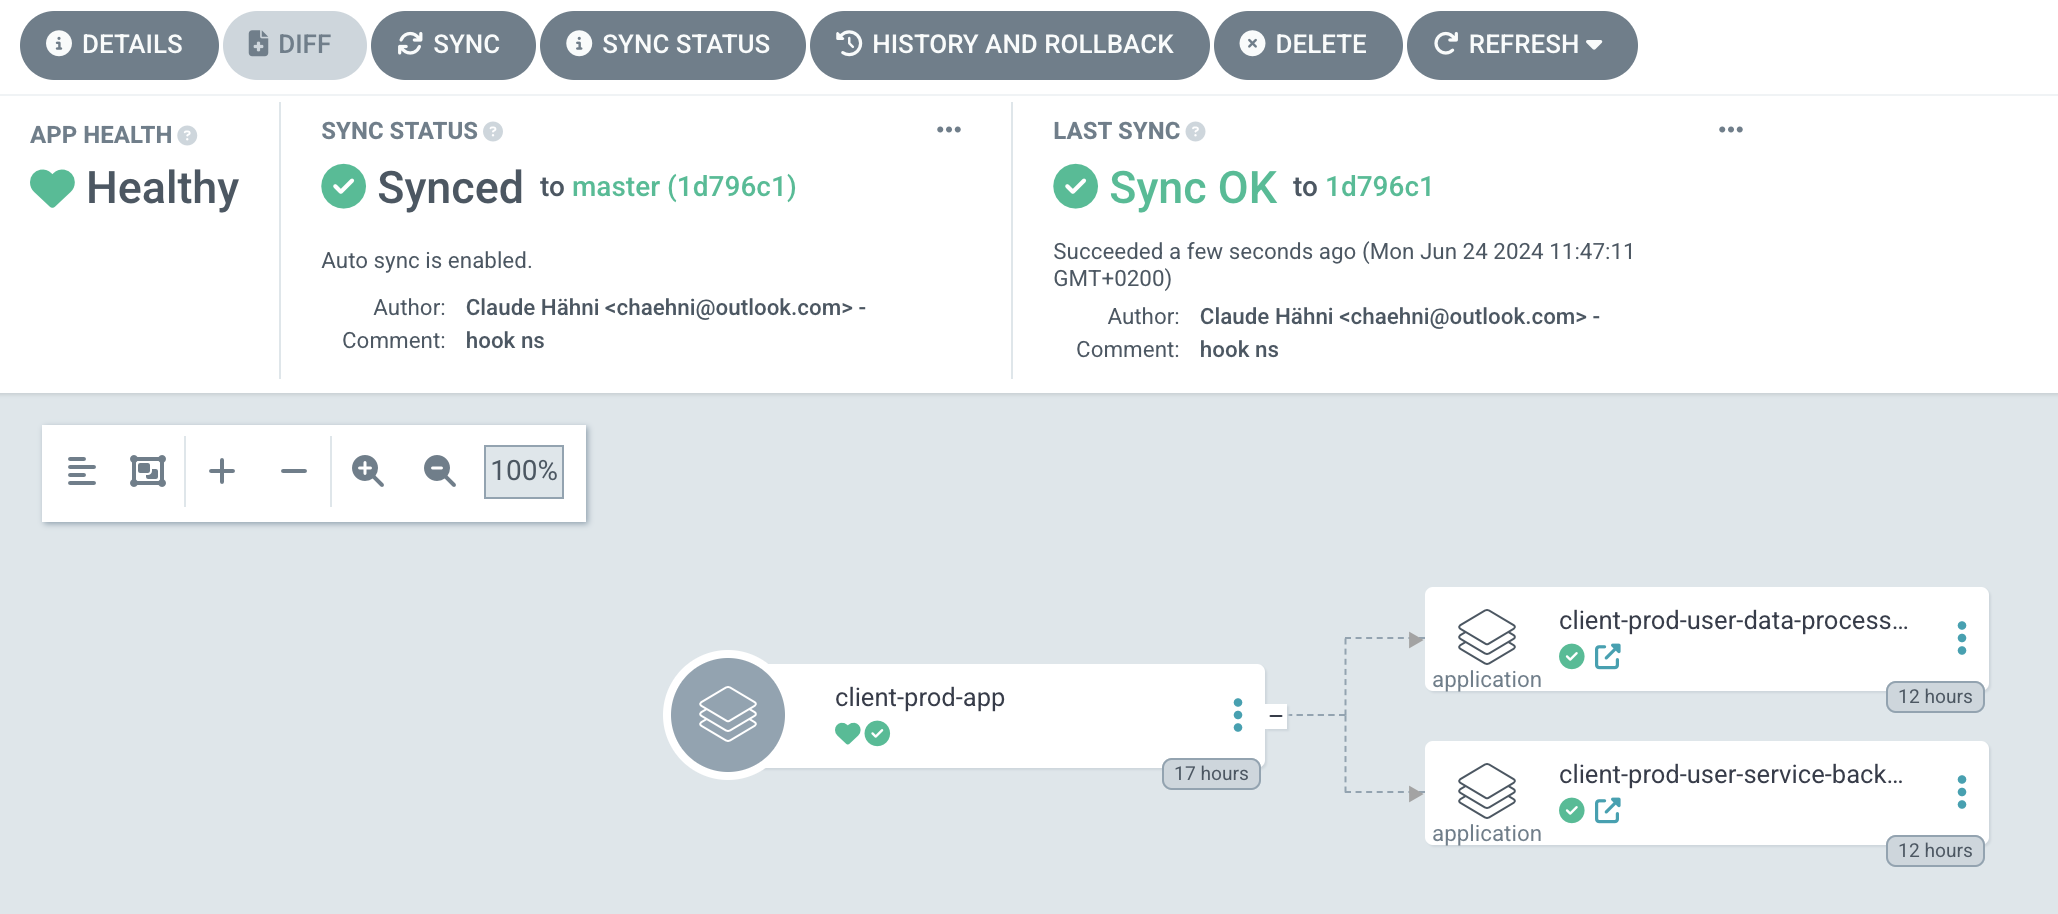 DETAILS DIFF SYNC SYNC STATUS HISTORY AND ROLLBACK DELETE REFRESH
APP HEALTH
Healthy
SYNC STATUS
Synced to master (1d796c1)
Auto sync is enabled.
Author: Claude Hähni <chaehni@outlook.com> -
Comment: hook ns
LAST SYNC
Sync OK to 1d796c1
Succeeded a few seconds ago (Mon Jun 24 2024 11:47:11
GMT+0200)
Author: Claude Hähni <chaehni@outlook.com> -
Comment: hook ns
100%
client-prod-app
17 hours
client-prod-user-data-process...
application
12 hours
client-prod-user-service-back...
application
12 hours